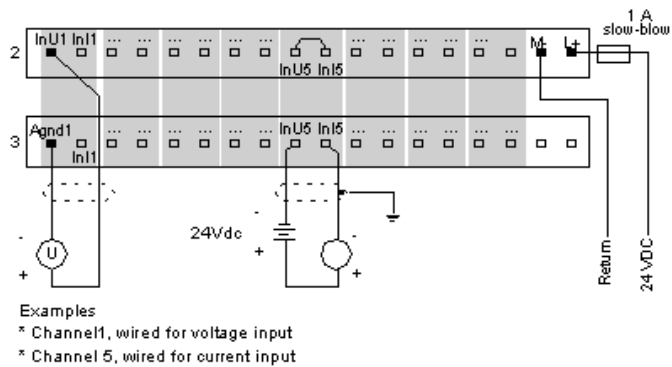 1 A
slow-blow
InU1 InI1 ... ... ... ... ... ... ... ... ... ... ... ... M- L+
2
InU5 InI5
3
Agnd1 ... ... ... ... ... ... InU5 InI5 ... ... ... ... ... ...
InI1
24Vdc
-
+
-
+
-
+
U
Return
24 VDC
Examples
* Channel1, wired for voltage input
* Channel 5, wired for current input